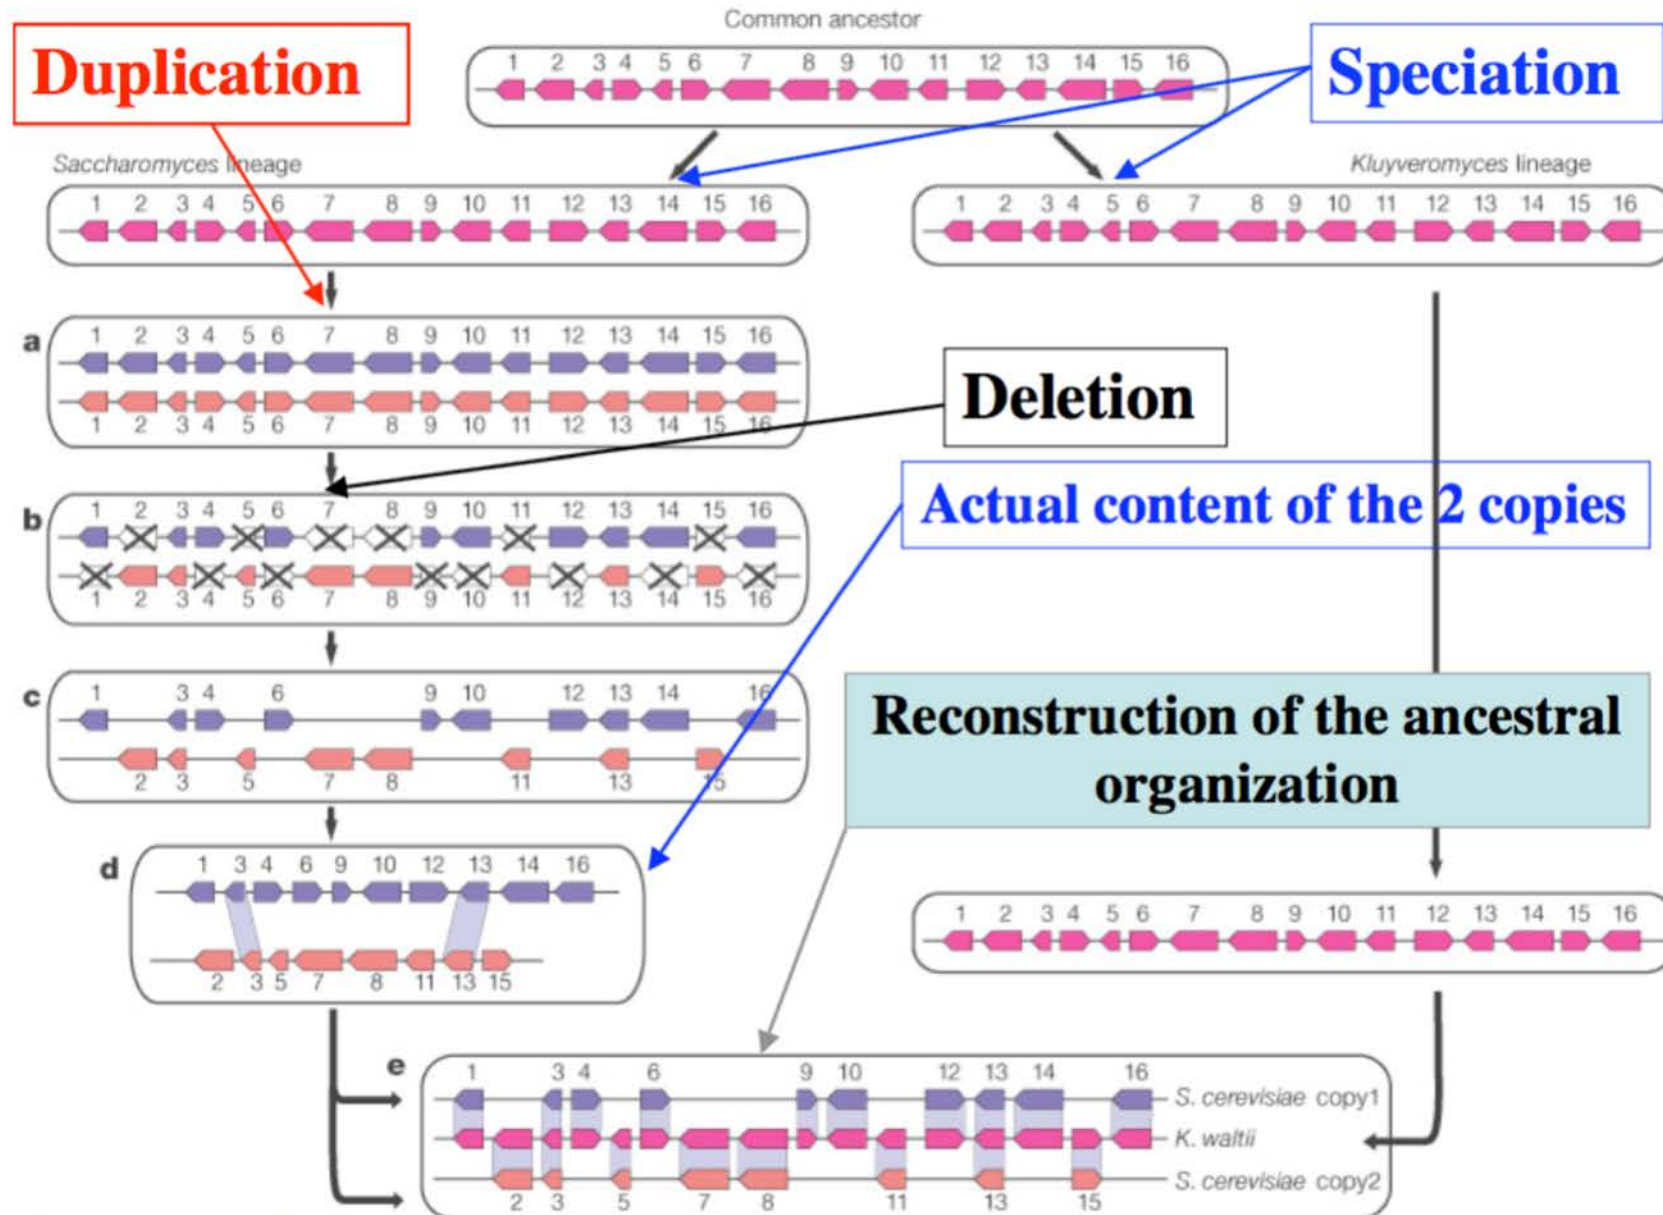 Common ancestor
Duplication
1 2 3 4 5 6 7 8 9 10 11 12 13 14 15 16
Speciation
Saccharomyces lineage
Kluyveromyces lineage
1 2 3 4 5 6 7 8 9 10 11 12 13 14 15 16
1 2 3 4 5 6 7 8 9 10 11 12 13 14 15 16
a
1 2 3 4 5 6 7 8 9 10 11 12 13 14 15 16
1 2 3 4 5 6 7 8 9 10 11 12 13 14 15 16
Deletion
Actual content of the 2 copies
b
1 2 3 4 5 6 7 8 9 10 11 12 13 14 15 16
1 2 3 4 5 6 7 8 9 10 11 12 13 14 15 16
c
1 3 4 6 9 10 12 13 14 16
2 3 5 7 8 11 13 15
Reconstruction of the ancestral
organization
d
1 3 4 6 9 10 12 13 14 16
2 3 5 7 8 11 13 15
1 2 3 4 5 6 7 8 9 10 11 12 13 14 15 16
e
1 3 4 6 9 10 12 13 14 16
S. cerevisiae copy1
K. waltii
S. cerevisiae copy2
2 3 5 7 8 11 13 15